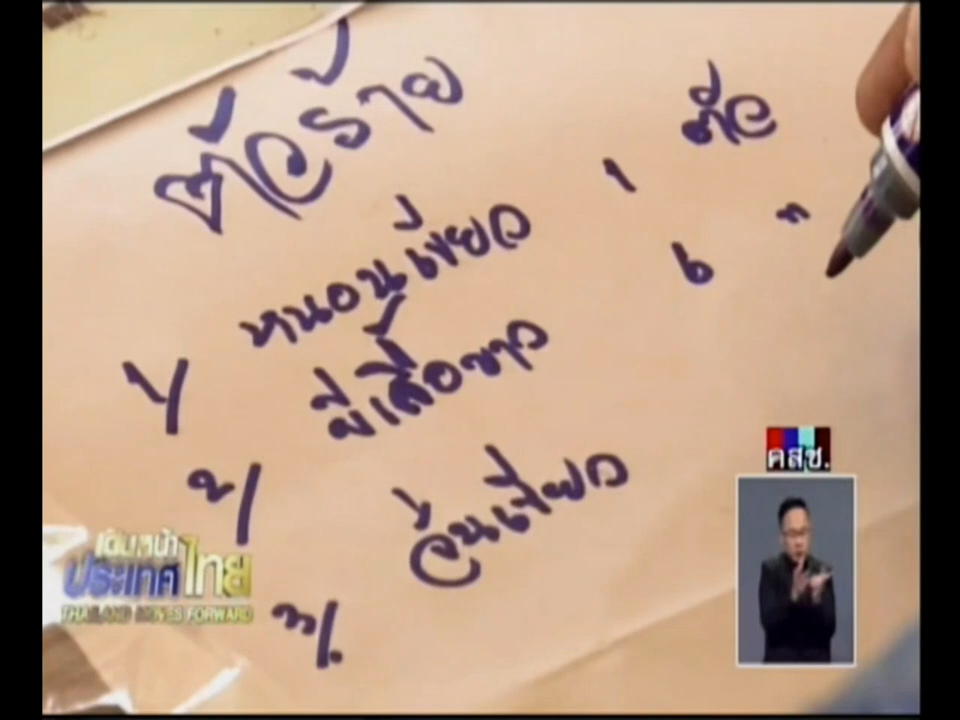 ตัวร้าย
1/ หนอนเขียว 1 ตัว
2/ ผีเสื้อขาว 6 "
3/.
เดินหน้า
ประเทศไทย
THAILAND MOVES FORWARD
คสช.